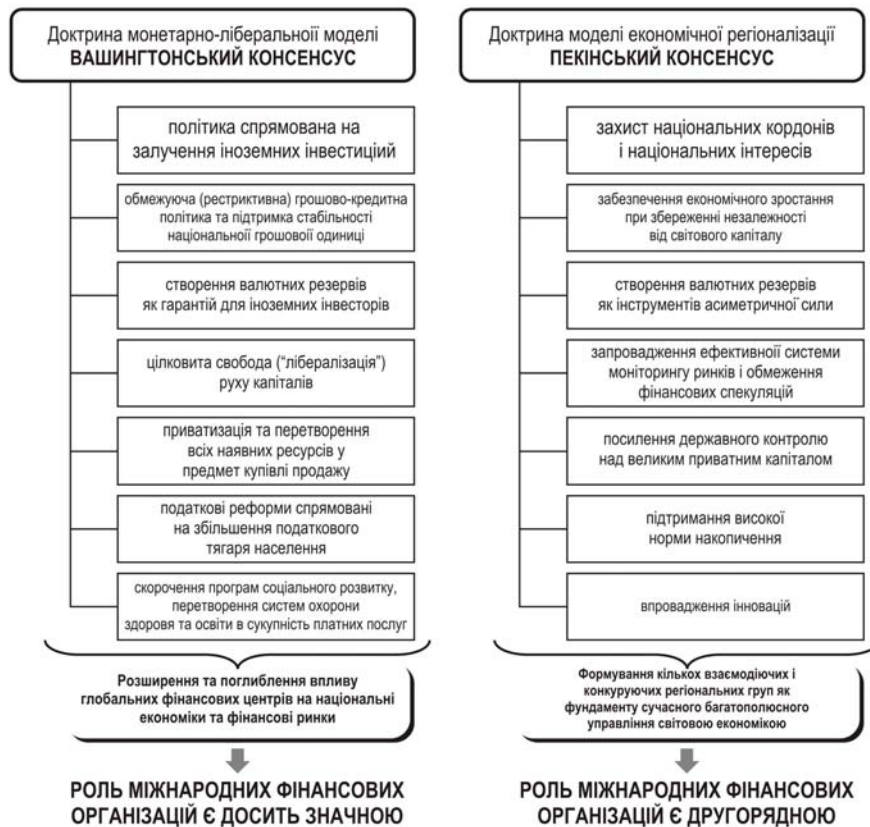 Доктрина монетарно-ліберальної моделі
ВАШИНГТОНСЬКИЙ КОНСЕНСУС
політика спрямована на
залучення іноземних інвестицій
обмежуюча (рестриктивна) грошово-кредитна
політика та підтримка стабільності
національної грошової одиниці
створення валютних резервів
як гарантій для іноземних інвесторів
цілковита свобода (“лібералізація”)
руху капіталів
приватизація та перетворення
всіх наявних ресурсів у
предмет купівлі продажу
податкові реформи спрямовані
на збільшення податкового
тягаря населення
скорочення програм соціального розвитку,
перетворення систем охорони
здоровя та освіти в сукупність платних послуг
Розширення та поглиблення впливу
глобальних фінансових центрів на національні
економіки та фінансові ринки
РОЛЬ МІЖНАРОДНИХ ФІНАНСОВИХ
ОРГАНІЗАЦІЙ Є ДОСИТЬ ЗНАЧНОЮ
Доктрина моделі економічної регіоналізації
ПЕКІНСЬКИЙ КОНСЕНСУС
захист національних кордонів
і національних інтересів
забезпечення економічного зростання
при збереженні незалежності
від світового капіталу
створення валютних резервів
як інструментів асиметричної сили
запровадження ефективної системи
моніторингу ринків і обмеження
фінансових спекуляцій
посилення державного контролю
над великим приватним капіталом
підтримання високої
норми накопичення
впровадження інновацій
Формування кількох взаємодіючих і
конкуруючих регіональних груп як
фундаменту сучасного багатополюсного
управління світовою економікою
РОЛЬ МІЖНАРОДНИХ ФІНАНСОВИХ
ОРГАНІЗАЦІЙ Є ДРУГОРЯДНОЮ